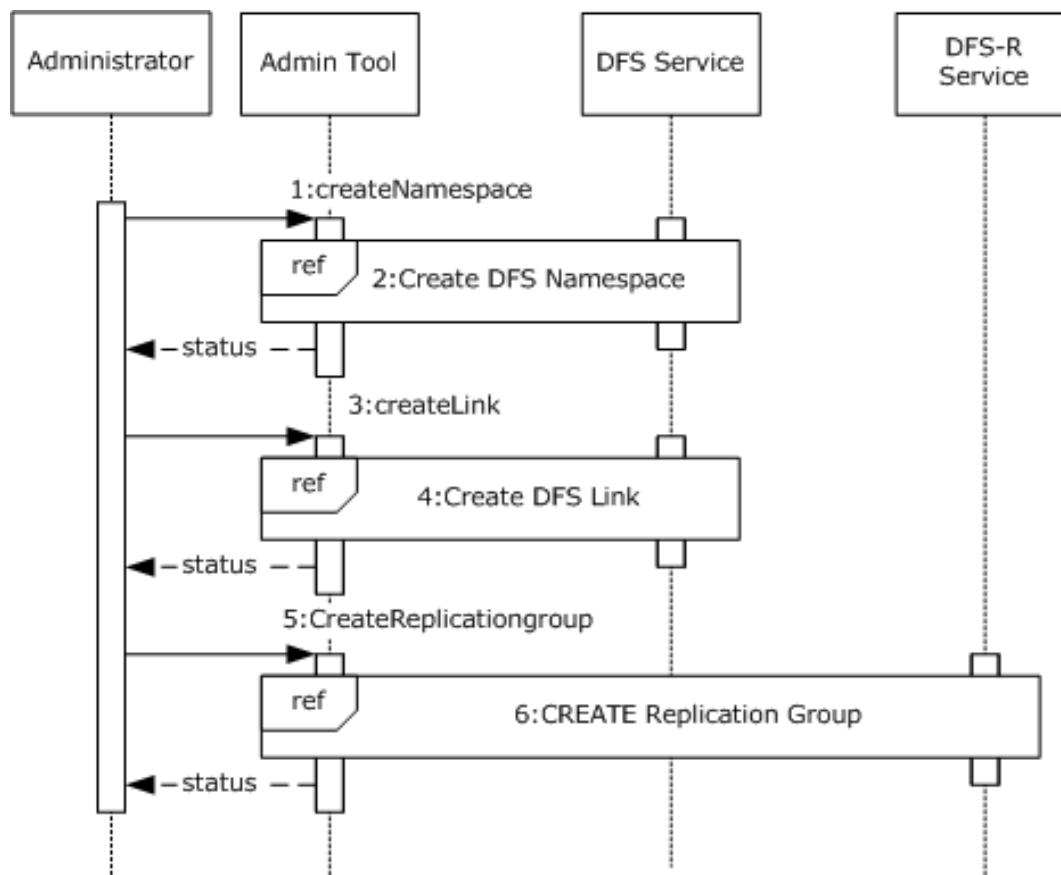 Administrator
Admin Tool
DFS Service
DFS-R
Service
1:createNamespace
ref
2:Create DFS Namespace
status
3:createLink
ref
4:Create DFS Link
status
5:CreateReplicationgroup
ref
6:CREATE Replication Group
status